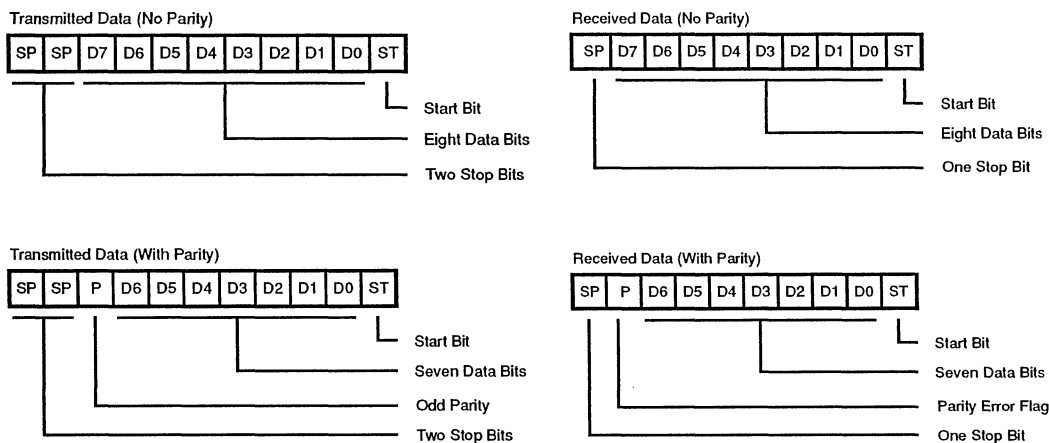 Transmitted Data (No Parity)
SP SP D7 D6 D5 D4 D3 D2 D1 D0 ST
Start Bit
Eight Data Bits
Two Stop Bits
Received Data (No Parity)
SP D7 D6 D5 D4 D3 D2 D1 D0 ST
Start Bit
Eight Data Bits
One Stop Bit
Transmitted Data (With Parity)
SP SP P D6 D5 D4 D3 D2 D1 D0 ST
Start Bit
Seven Data Bits
Odd Parity
Two Stop Bits
Received Data (With Parity)
SP P D6 D5 D4 D3 D2 D1 D0 ST
Start Bit
Seven Data Bits
Parity Error Flag
One Stop Bit